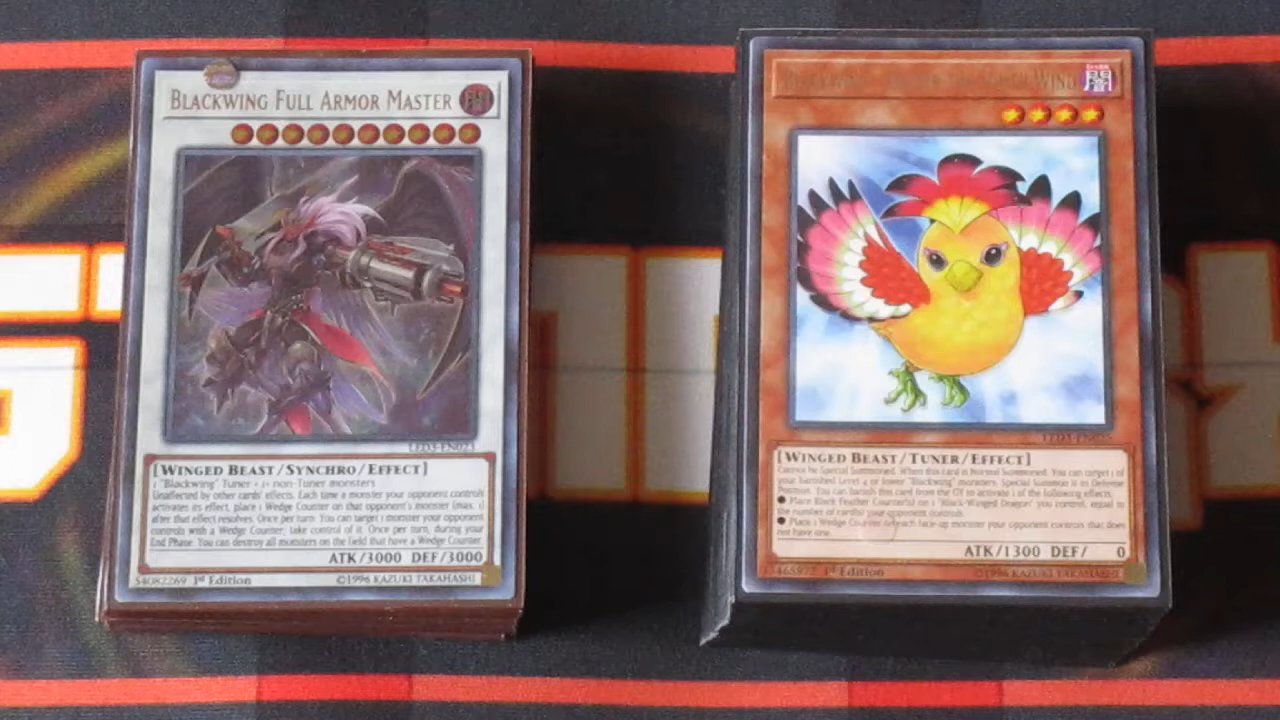 BLACKWING FULL ARMOR MASTER
LED3-EN023
[WINGED BEAST/SYNCHRO/EFFECT]
1 "Blackwing" Tuner + 1+ non-Tuner monsters
Unaffected by other cards' effects. Each time a monster your opponent controls
activates its effect, place 1 Wedge Counter on that opponent's monster (max. 1)
after that effect resolves. Once per turn: You can target 1 monster your opponent
controls with a Wedge Counter; take control of it. Once per turn, during your
End Phase: You can destroy all monsters on the field that have a Wedge Counter.
ATK/3000 DEF/3000
54082269 1st Edition ©1996 KAZUKI TAKAHASHI
BLACKWING
WIND
[WINGED BEAST/TUNER/EFFECT]
Cannot be Special Summoned. When this card is Normal Summoned: You can target 1 of
your banished Level 4 or lower "Blackwing" monsters; Special Summon it in Defense
Position. You can banish this card from the GY to activate 1 of the following effects.
● Place Black Feather Counter(s) on 1 "Black-Winged Dragon" you control, equal to
the number of card(s) your opponent controls.
● Place 1 Wedge Counter on each face-up monster your opponent controls that does
not have one.
ATK/1300 DEF/ 0
1st Edition ©1996 KAZUKI TAKAHASHI